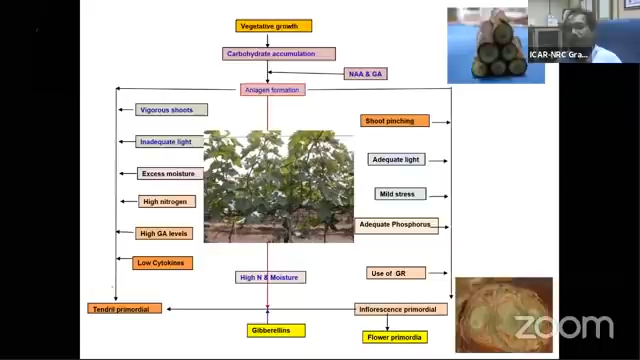 Vegetative growth
ICAR-NRC Gra...
Carbohydrate accumulation
NAA & GA
Anlagen formation
Vigorous shoots
Shoot pinching
Inadequate light
Adequate light
Excess moisture
Mild stress
High nitrogen
Adequate Phosphorus
High GA levels
Low Cytokines
High N & Moisture
Use of GR
Tendril primordial
Inflorescence primordial
Gibberellins
Flower primordia
zoom